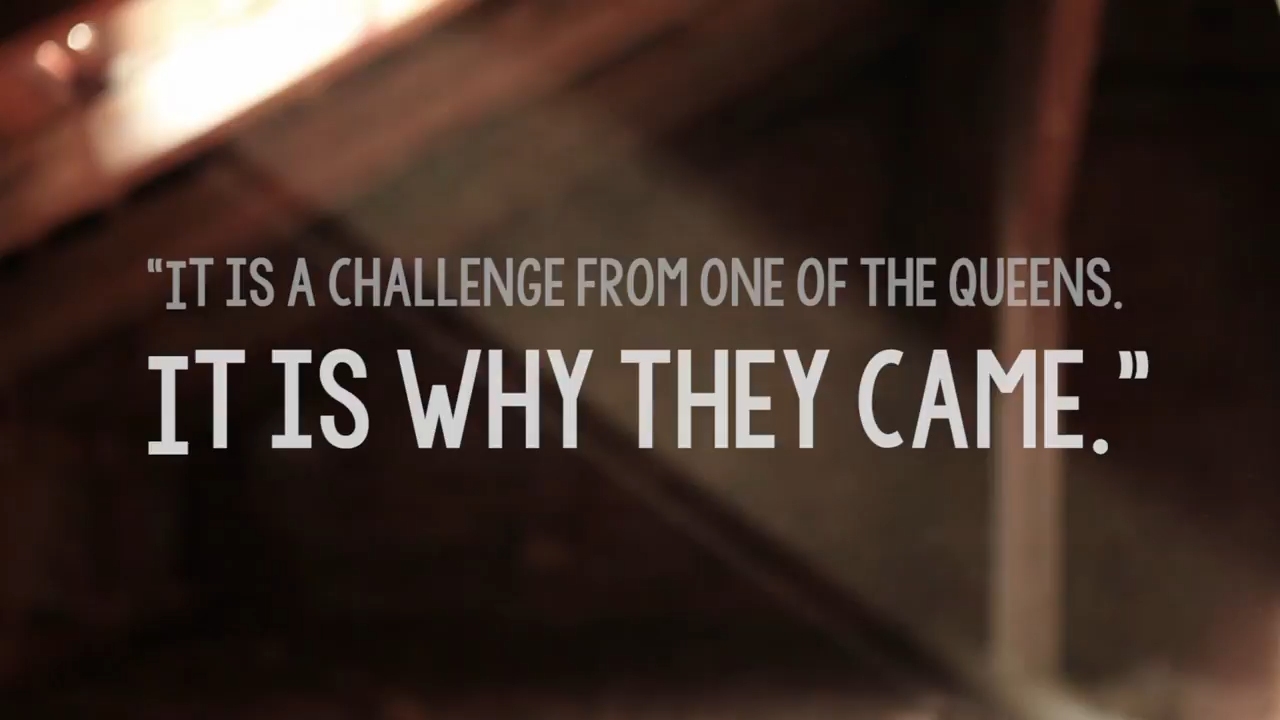 “IT IS A CHALLENGE FROM ONE OF THE QUEENS.
IT IS WHY THEY CAME.”